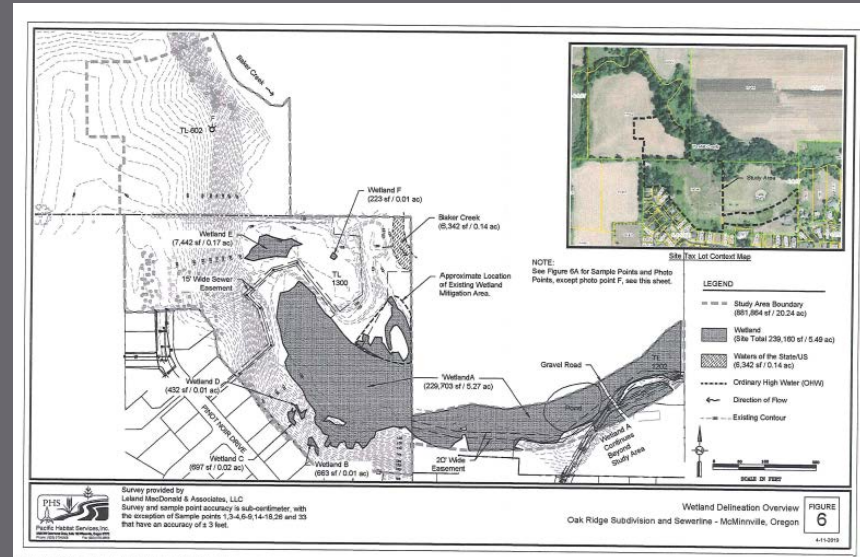 Baker Creek
TL 602
F
Wetland F
(223 sf / 0.01 ac)
Wetland E
(7,442 sf / 0.17 ac)
Baker Creek
(6,342 sf / 0.14 ac)
15' Wide Sewer
Easement
TL
1300
Approximate Location
of Existing Wetland
Mitigation Area.
NOTE:
See Figure 6A for Sample Points and Photo
Points, except photo point F, see this sheet.
Study Area
Site Tax Lot Context Map
LEGEND
Study Area Boundary
(881,864 sf / 20.24 ac)
Wetland
(Site Total 239,160 sf / 5.49 ac)
Waters of the State/US
(6,342 sf / 0.14 ac)
Ordinary High Water (OHW)
Direction of Flow
Existing Contour
SCALE IN FEET
Wetland A
(229,703 sf / 5.27 ac)
Gravel Road
Pond
TL
Wetland A
Continues
Beyond
Study Area
20' Wide
Easement
Wetland D
(432 sf / 0.01 ac)
PINOT NOIR DRIVE
Wetland C
(697 sf / 0.02 ac)
Wetland B
(663 sf / 0.01 ac)
PHS
Pacific Habitat Services, Inc.
Survey provided by
Leland MacDonald & Associates, LLC
Survey and sample point accuracy is sub-centimeter, with
the exception of Sample points 1,3-4,6-9,14-18,26 and 33
that have an accuracy of ± 3 feet.
Wetland Delineation Overview
Oak Ridge Subdivision and Sewerline - McMinnville, Oregon
FIGURE
6
4-11-2019